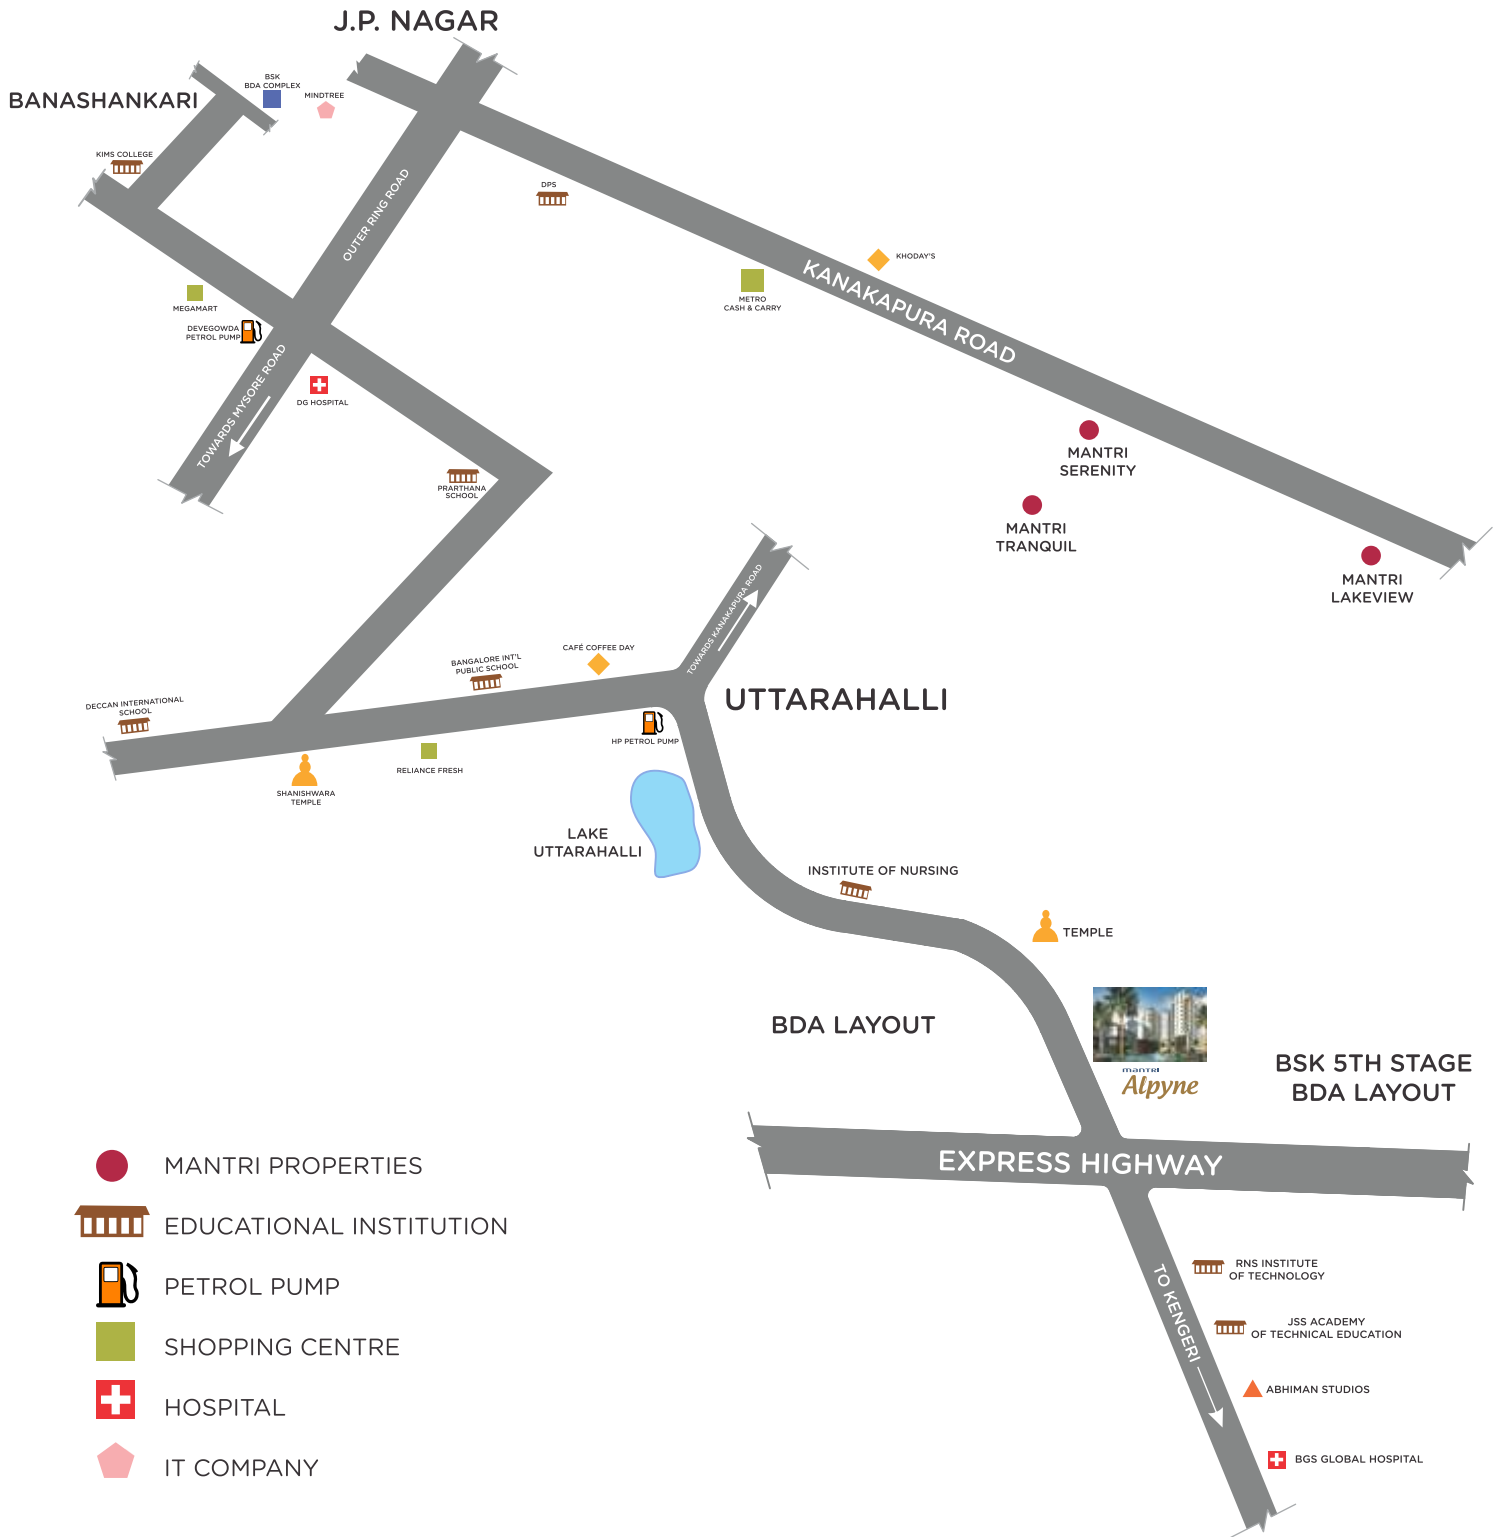 J.P. NAGAR
BANASHANKARI
BSK
BDA COMPLEX
MINDTREE
KIMS COLLEGE
DPS
OUTER RING ROAD
KHODAY'S
KANAKAPURA ROAD
METRO
CASH & CARRY
MEGAMART
DEVEGOWDA
PETROL PUMP
TOWARDS MYSORE ROAD
DG HOSPITAL
MANTRI
SERENITY
PRARTHANA
SCHOOL
MANTRI
TRANQUIL
MANTRI
LAKEVIEW
TOWARDS KANAKAPURA ROAD
CAFÉ COFFEE DAY
BANGALORE INT'L
PUBLIC SCHOOL
DECCAN INTERNATIONAL
SCHOOL
UTTARAHALLI
HP PETROL PUMP
RELIANCE FRESH
SHANISHWARA
TEMPLE
LAKE
UTTARAHALLI
INSTITUTE OF NURSING
TEMPLE
BDA LAYOUT
mantri
Alpyne
BSK 5TH STAGE
BDA LAYOUT
EXPRESS HIGHWAY
TO KENGERI
RNS INSTITUTE
OF TECHNOLOGY
JSS ACADEMY
OF TECHNICAL EDUCATION
ABHIMAN STUDIOS
BGS GLOBAL HOSPITAL
MANTRI PROPERTIES
EDUCATIONAL INSTITUTION
PETROL PUMP
SHOPPING CENTRE
HOSPITAL
IT COMPANY